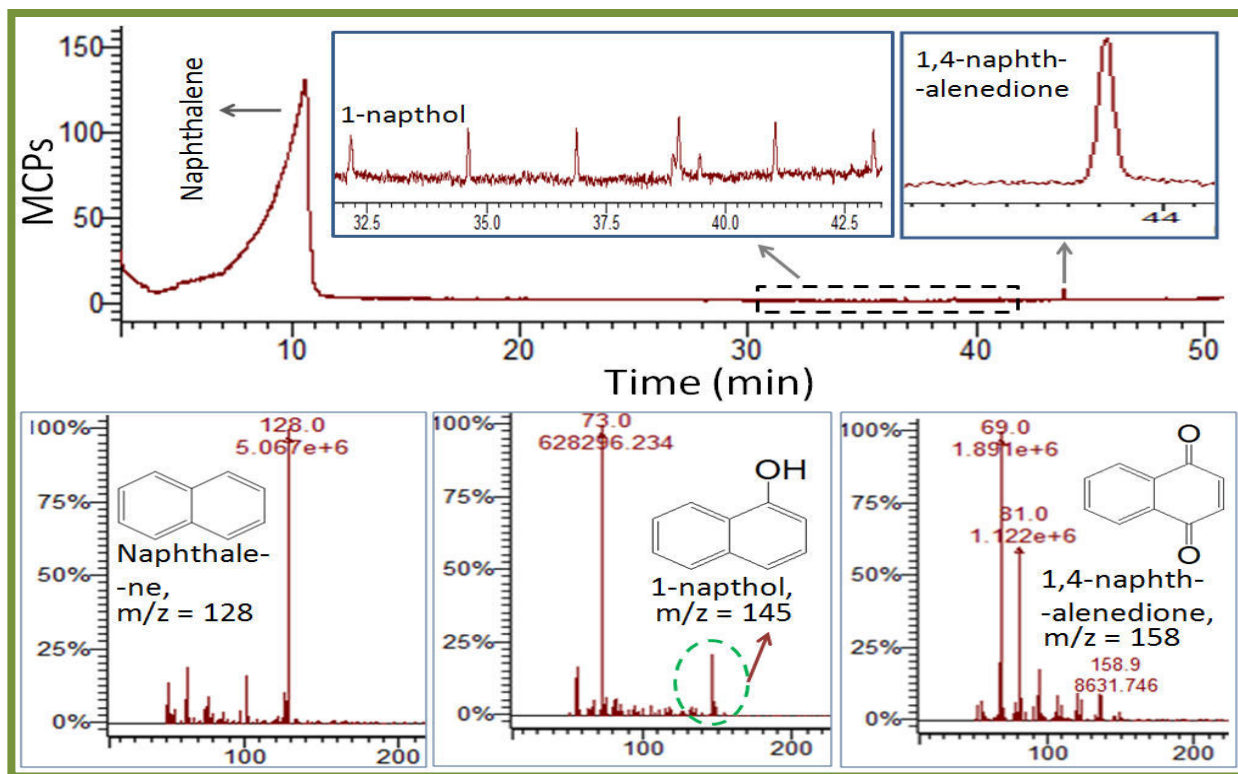 MCPs
150
100
50
0
Naphthalene
1-napthol
32.5 35.0 37.5 40.0 42.5
1,4-naphth-
-alenedione
44
10 20 30 40 50
Time (min)
100%
75%
50%
25%
0%
128.0
5.067e+6
Naphthale-
-ne,
m/z = 128
100 200
100%
75%
50%
25%
0%
73.0
628296.234
OH
1-napthol,
m/z = 145
100 200
100%
75%
50%
25%
0%
69.0
1.891e+6
81.0
1.122e+6
O
O
1,4-naphth-
-alenedione,
m/z = 158
158.9
8631.746
100 200